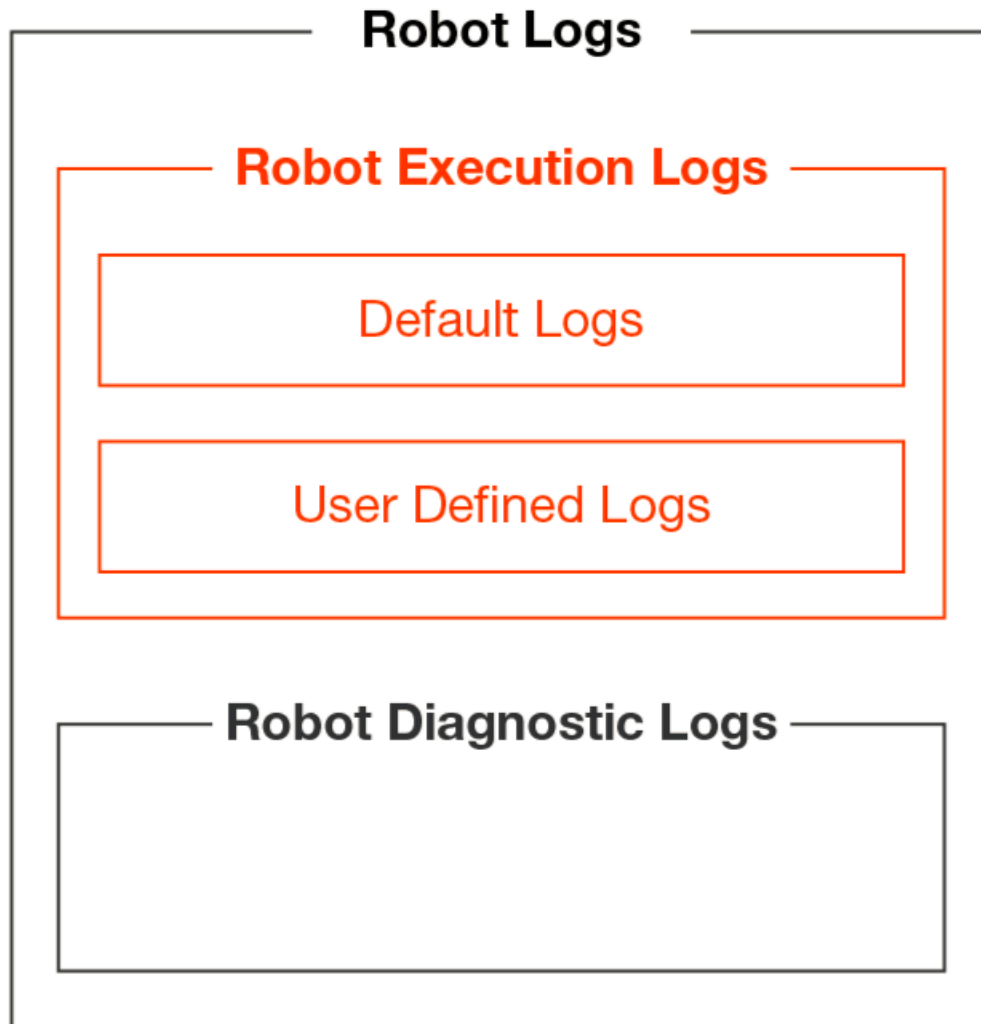 Robot Logs
Robot Execution Logs
Default Logs
User Defined Logs
Robot Diagnostic Logs